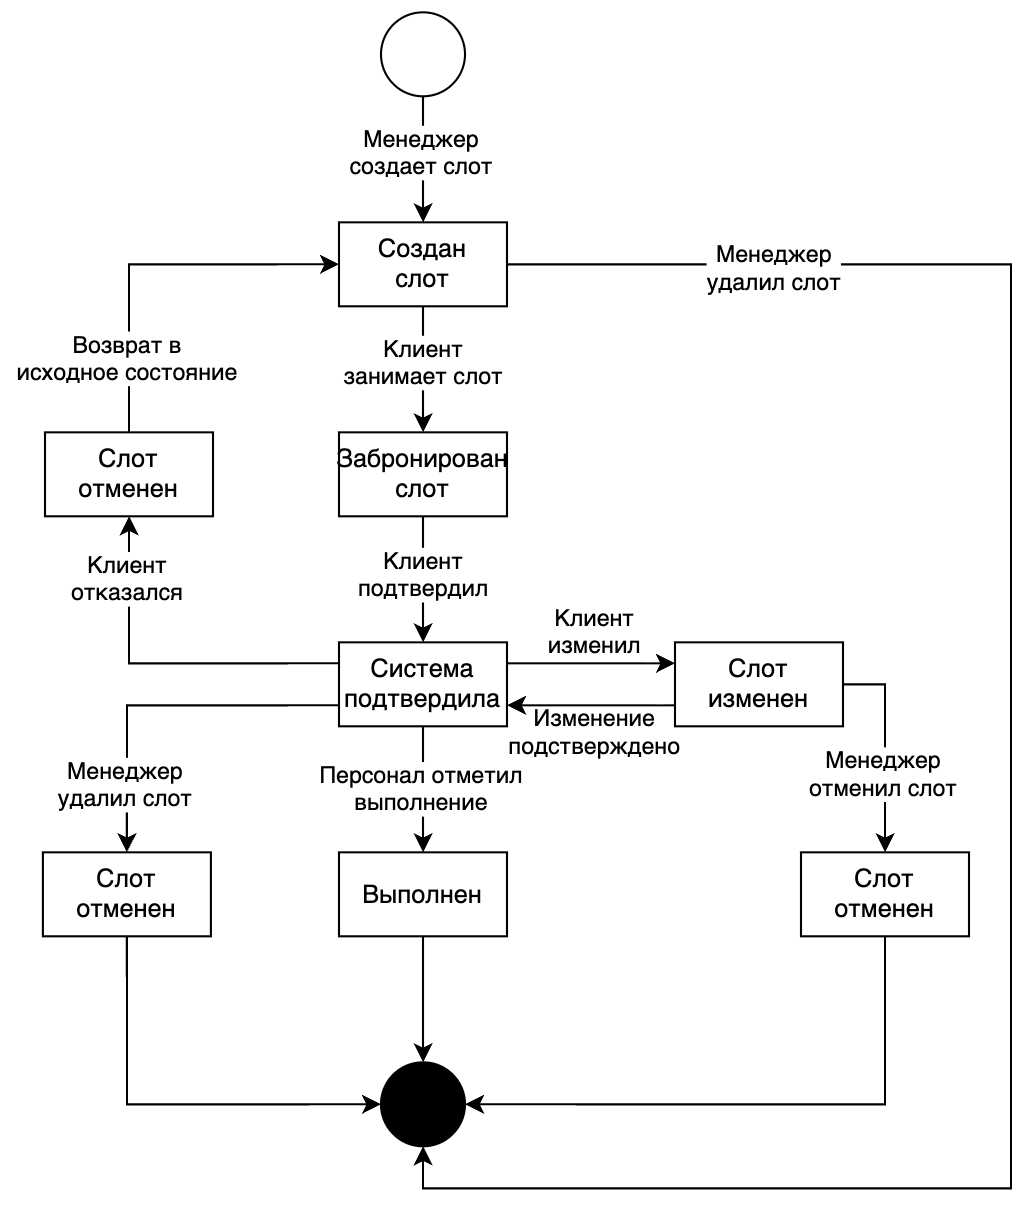 Менеджер
создает слот
Создан
слот
Менеджер
удалил слот
Возврат в
исходное состояние
Клиент
занимает слот
Слот
отменен
Забронирован
слот
Клиент
отказался
Клиент
подтвердил
Клиент
изменил
Система
подтвердила
Слот
изменен
Изменение
подстверждено
Менеджер
удалил слот
Персонал отметил
выполнение
Менеджер
отменил слот
Слот
отменен
Выполнен
Слот
отменен